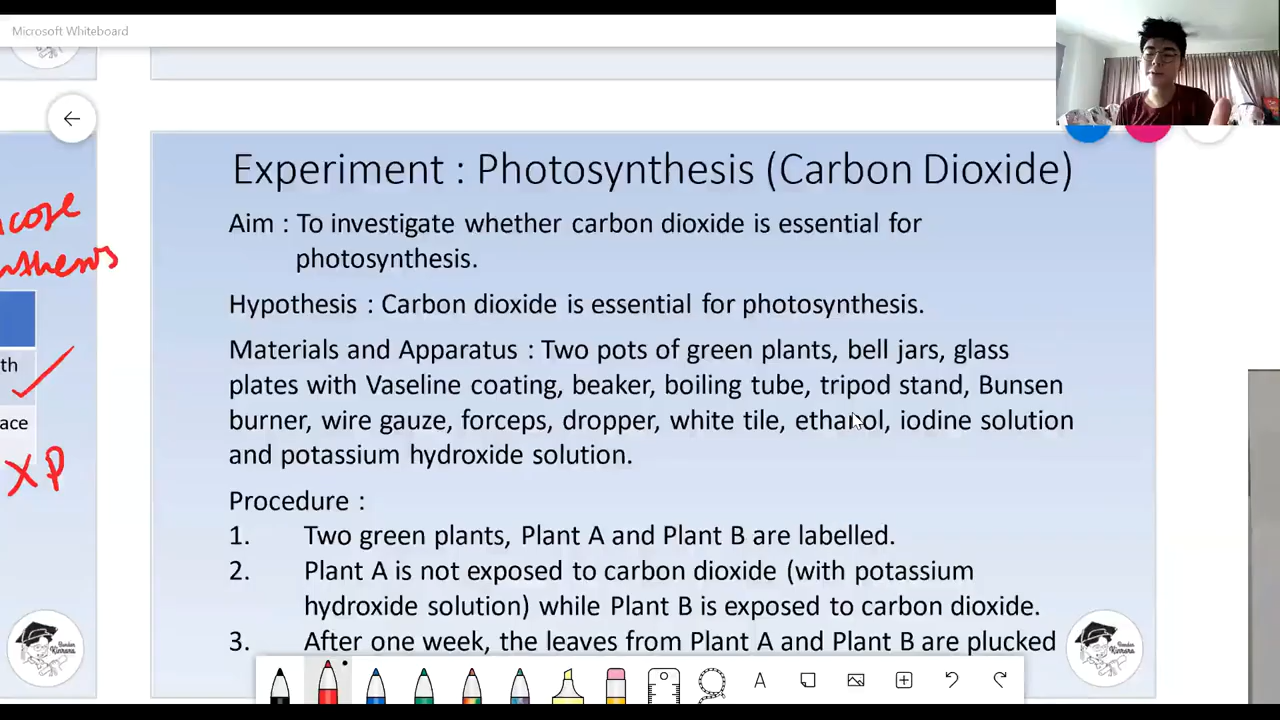 Microsoft Whiteboard
Experiment : Photosynthesis (Carbon Dioxide)
Aim : To investigate whether carbon dioxide is essential for
photosynthesis.
Hypothesis : Carbon dioxide is essential for photosynthesis.
Materials and Apparatus : Two pots of green plants, bell jars, glass
plates with Vaseline coating, beaker, boiling tube, tripod stand, Bunsen
burner, wire gauze, forceps, dropper, white tile, ethanol, iodine solution
and potassium hydroxide solution.
Procedure :
1. Two green plants, Plant A and Plant B are labelled.
2. Plant A is not exposed to carbon dioxide (with potassium
hydroxide solution) while Plant B is exposed to carbon dioxide.
3. After one week, the leaves from Plant A and Plant B are plucked
th
ace
XP
A